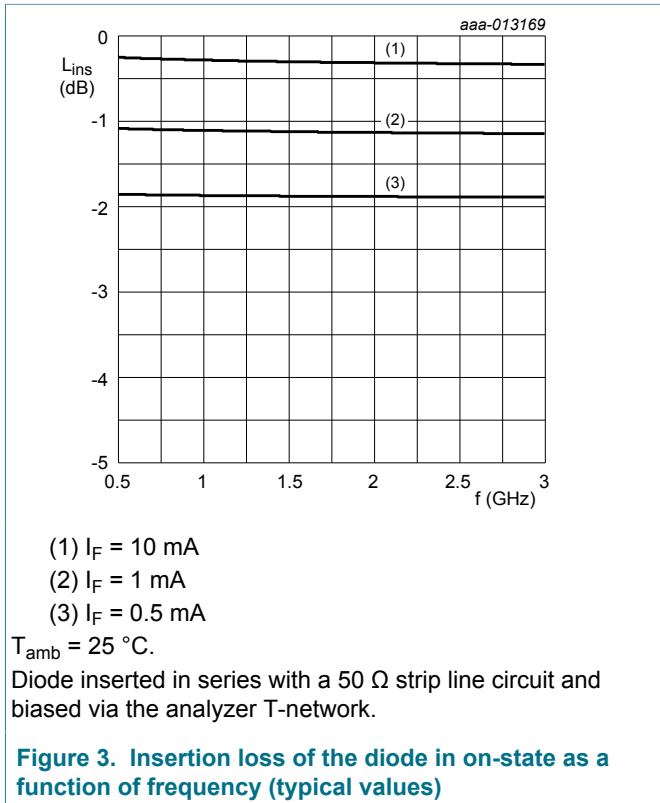 aaa-013169
0
Lins
(dB)
-1
-2
-3
-4
-5
(1)
(2)
(3)
0.5 1 1.5 2 2.5 3
f (GHz)
(1) IF = 10 mA
(2) IF = 1 mA
(3) IF = 0.5 mA
Tamb = 25 °C.
Diode inserted in series with a 50 Ω strip line circuit and
biased via the analyzer T-network.
Figure 3. Insertion loss of the diode in on-state as a
function of frequency (typical values)